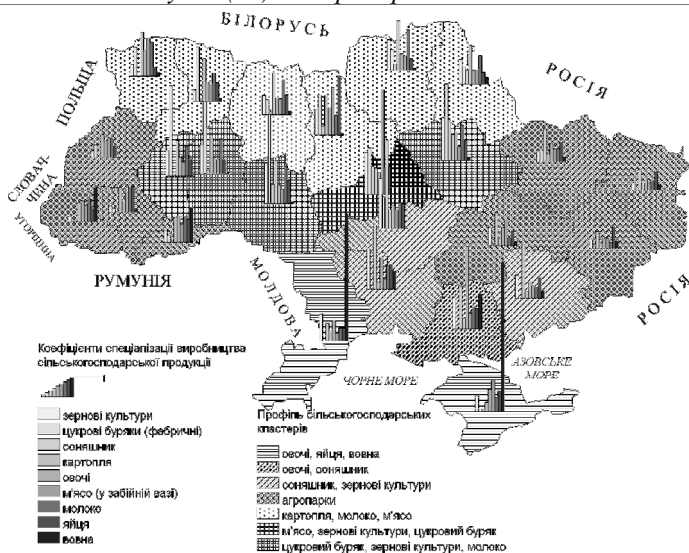 БІЛОРУСЬ
ПОЛЬЩА
РОСІЯ
СЛОВАЧ-
ЧЕНА
УГОРЩИНА
РУМУНІЯ
МОЛДОВА
РОСІЯ
ЧОРНЕ МОРЕ
АЗОВСЬКЕ
МОРЕ
Коефіцієнти спеціалізації виробництва
сільськогосподарської продукції
зернові культури
цукрові буряки (фабричні)
соняшник
картопля
овочі
м'ясо (у забійній вазі)
молоко
яйця
вовна
Профіль сільськогосподарських
кластерів
овочі, яйця, вовна
овочі, соняшник
соняшник, зернові культури
агропарки
картопля, молоко, м'ясо
м'ясо, зернові культури, цукровий буряк
цукровий буряк, зернові культури, молоко